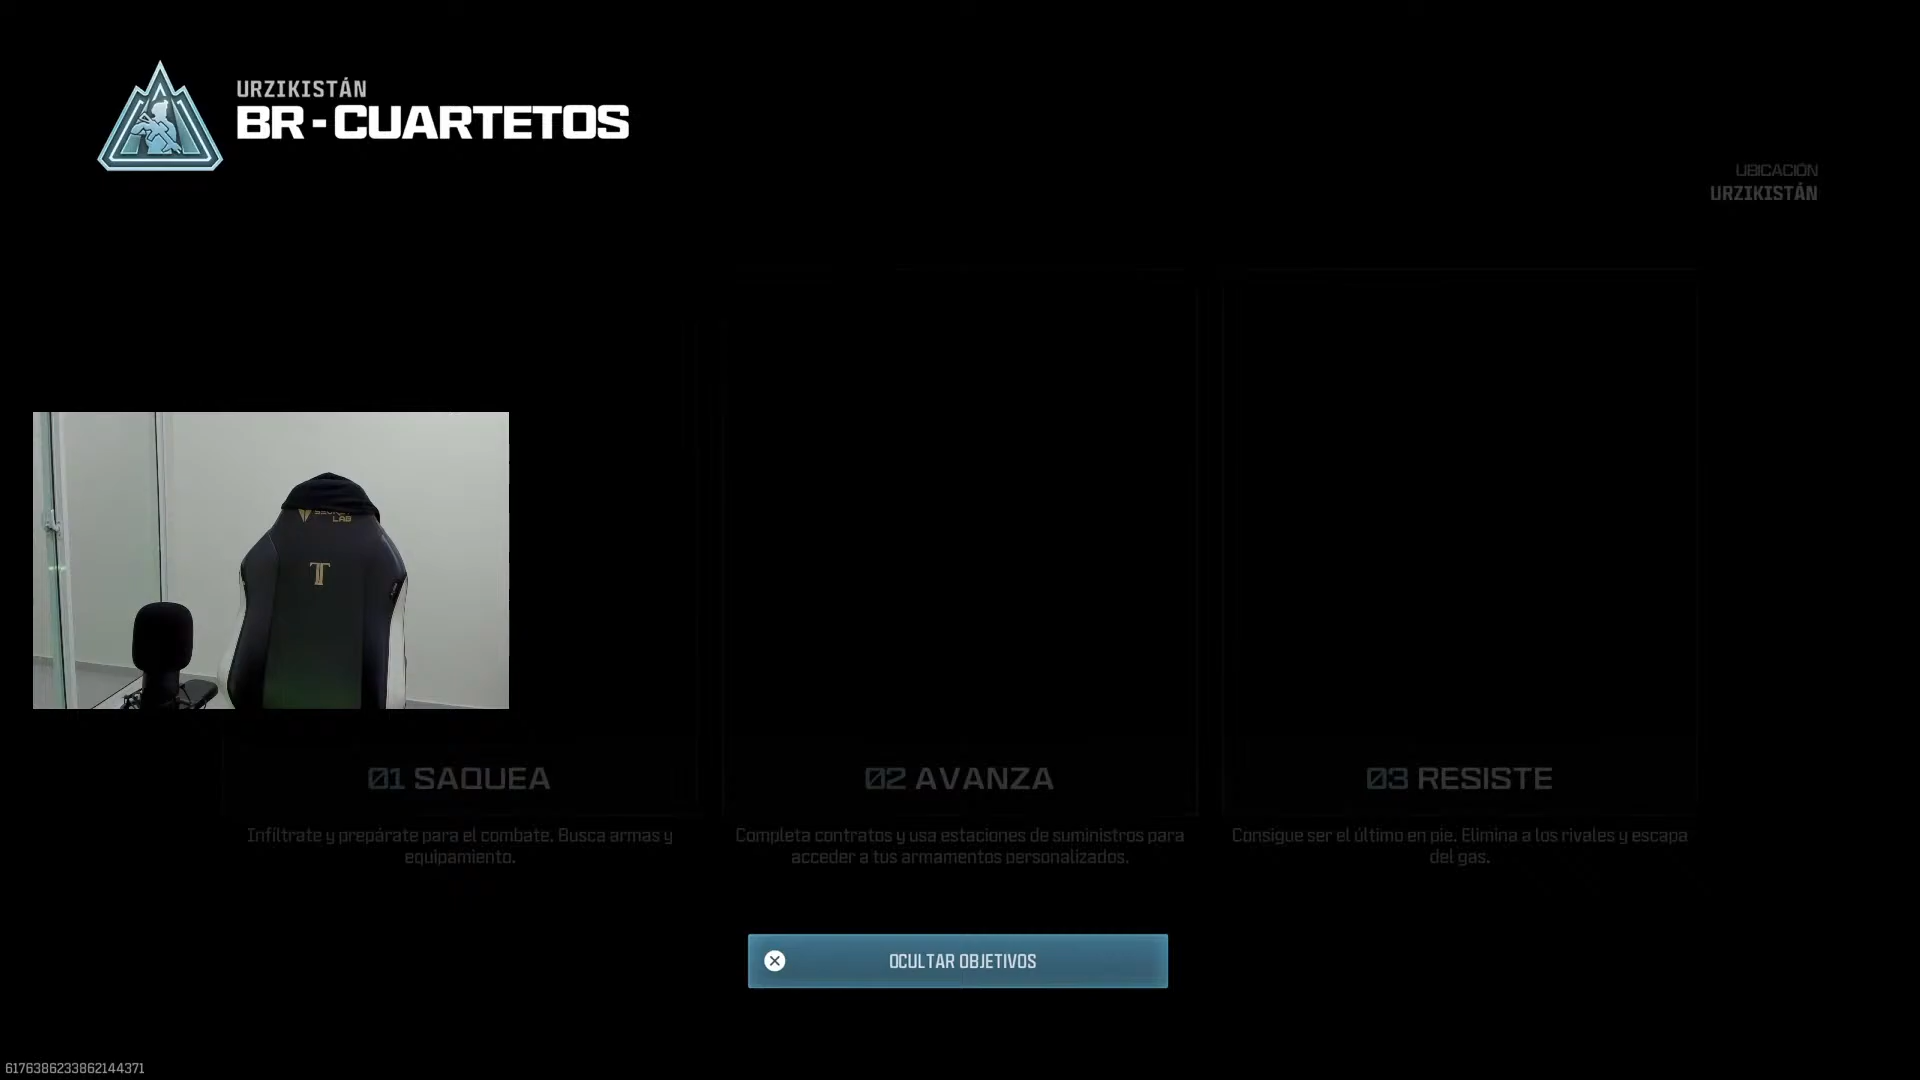 URZIKISTÁN
BR - CUARTETOS
UBICACIÓN
URZIKISTÁN
LAB
T
01 SAQUEA
Infíltrate y prepárate para el combate. Busca armas y
equipamiento.
02 AVANZA
Completa contratos y usa estaciones de suministros para
acceder a tus armamentos personalizados.
03 RESISTE
Consigue ser el último en pie. Elimina a los rivales y escapa
del gas.
OCULTAR OBJETIVOS
6176386233862144371